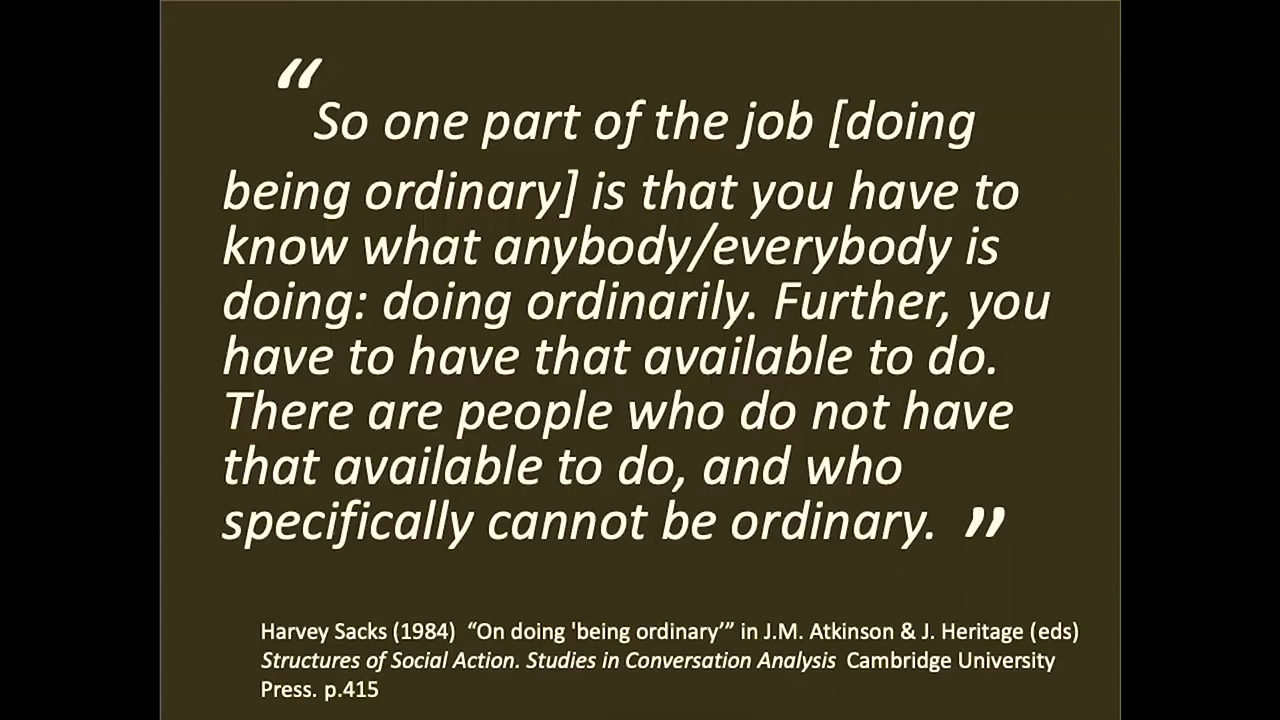 “So one part of the job [doing
being ordinary] is that you have to
know what anybody/everybody is
doing: doing ordinarily. Further, you
have to have that available to do.
There are people who do not have
that available to do, and who
specifically cannot be ordinary. ”
Harvey Sacks (1984) “On doing 'being ordinary’” in J.M. Atkinson & J. Heritage (eds)
Structures of Social Action. Studies in Conversation Analysis Cambridge University
Press. p.415